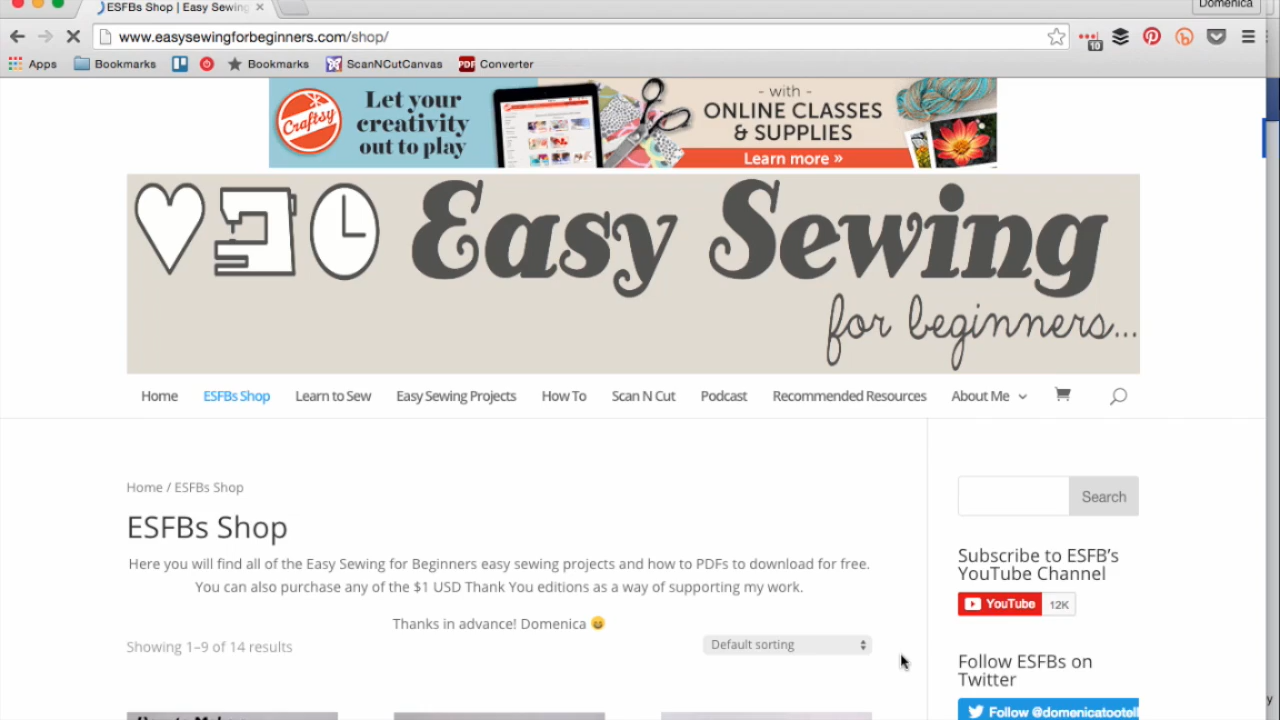 ESFBs Shop | Easy Sewing
Domenica
www.easysewingforbeginners.com/shop/
10
Apps
Bookmarks
Bookmarks
ScanNCutCanvas
PDF
Converter
Craftsy
Let your
creativity
out to play
- with -
ONLINE CLASSES
& SUPPLIES
Learn more »
Easy Sewing
for beginners...
Home
ESFBs Shop
Learn to Sew
Easy Sewing Projects
How To
Scan N Cut
Podcast
Recommended Resources
About Me
Home / ESFBs Shop
ESFBs Shop
Here you will find all of the Easy Sewing for Beginners easy sewing projects and how to PDFs to download for free.
You can also purchase any of the $1 USD Thank You editions as a way of supporting my work.
Thanks in advance! Domenica 😀
Showing 1–9 of 14 results
Default sorting
Search
Subscribe to ESFB's
YouTube Channel
YouTube
12K
Follow ESFBs on
Twitter
Follow @domenicatootell